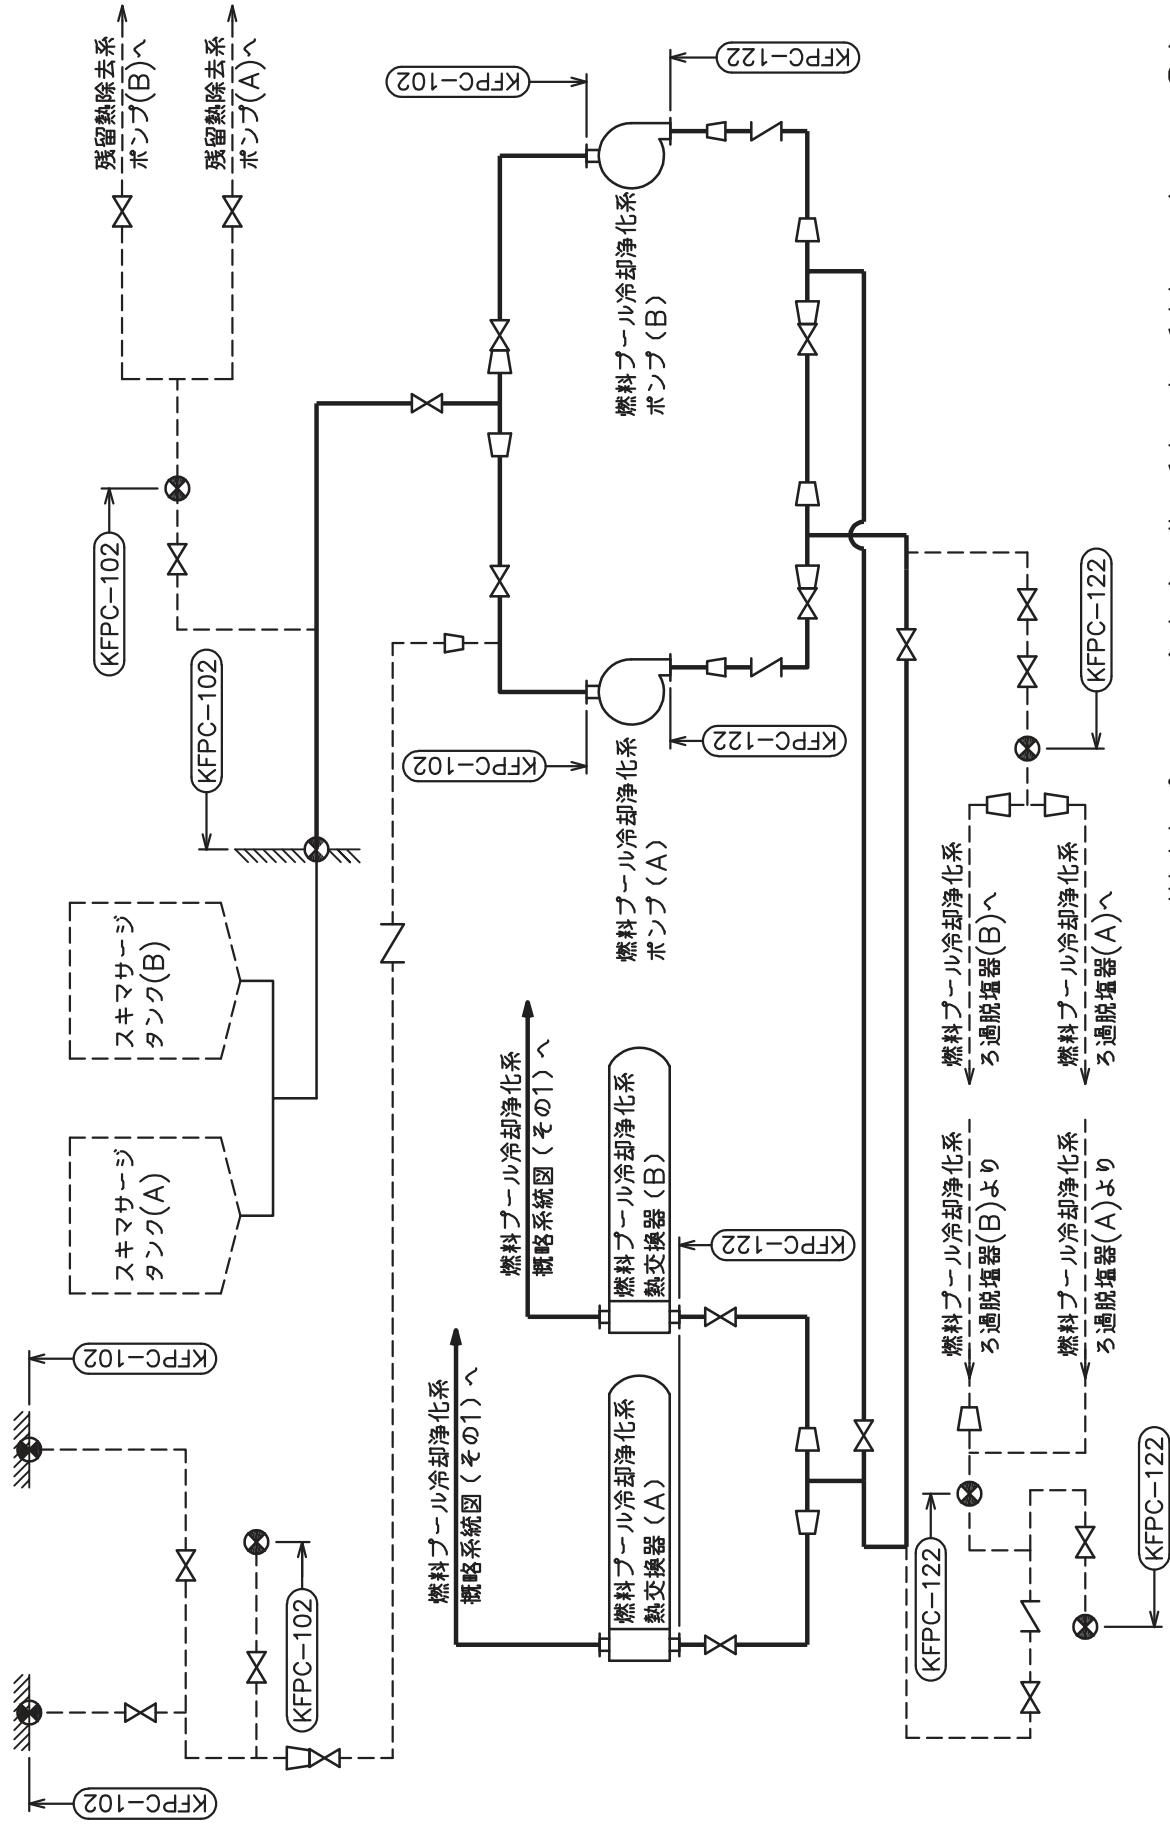 残留熱除去系
ポンプ(B)へ
残留熱除去系
ポンプ(A)へ
KFPC-102
KFPC-122
燃料プール冷却浄化系
ポンプ(B)
KFPC-102
KFPC-102
KFPC-102
KFPC-122
燃料プール冷却浄化系
ポンプ(A)
KFPC-122
スキマサージ
タンク(B)
スキマサージ
タンク(A)
燃料プール冷却浄化系
ろ過脱塩器(B)へ
燃料プール冷却浄化系
ろ過脱塩器(A)へ
燃料プール冷却浄化系
概略系統図(その1)へ
燃料プール冷却浄化系
熱交換器(B)
燃料プール冷却浄化系
概略系統図(その1)へ
燃料プール冷却浄化系
熱交換器(A)
KFPC-122
燃料プール冷却浄化系
ろ過脱塩器(B)より
燃料プール冷却浄化系
ろ過脱塩器(A)より
KFPC-102
KFPC-102
KFPC-102
KFPC-122
KFPC-122